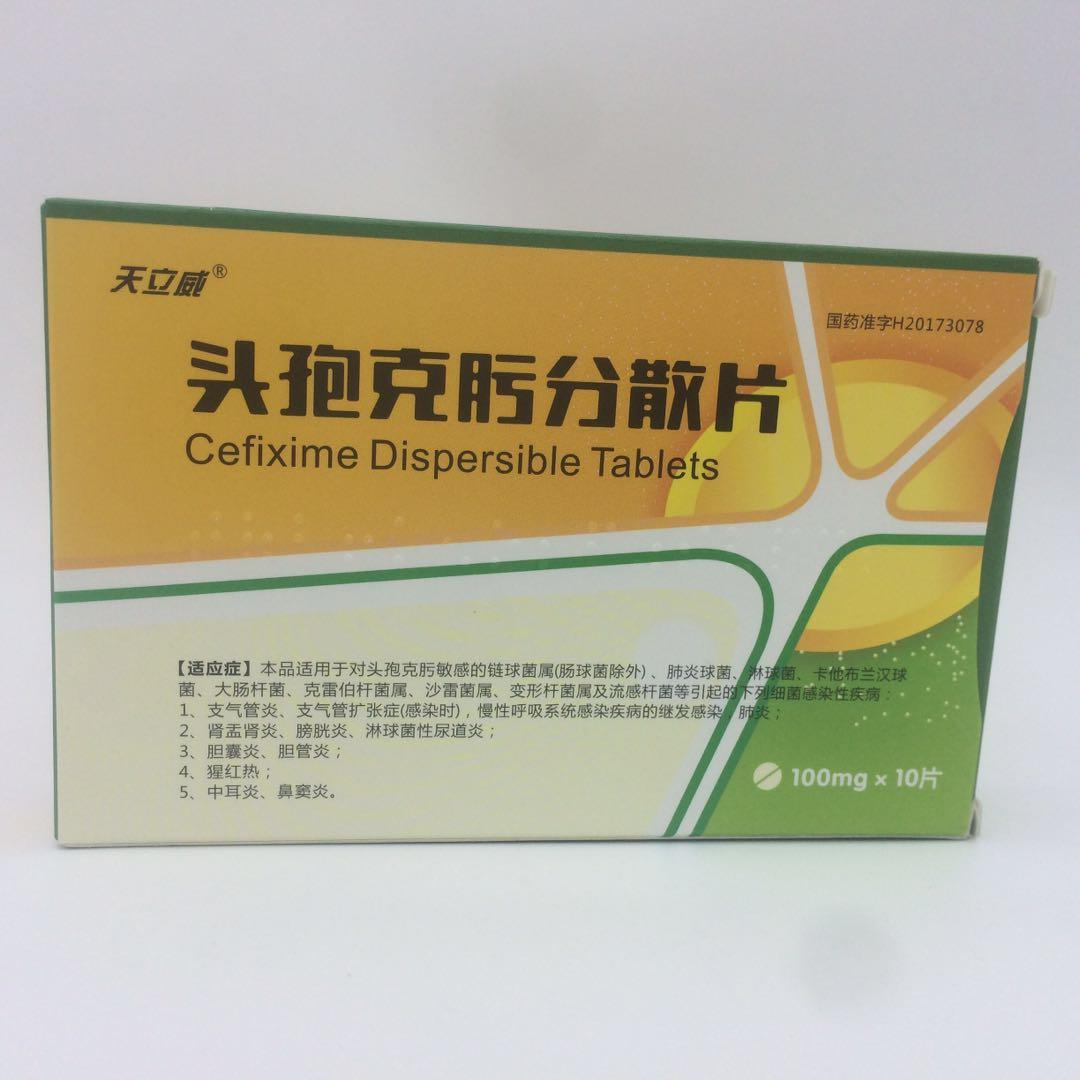 天立威®
国药准字H20173078
头孢克肟分散片
Cefixime Dispersible Tablets
【适应症】本品适用于对头孢克肟敏感的链球菌属(肠球菌除外)、肺炎球菌、淋球菌、卡他布兰汉球
菌、大肠杆菌、克雷伯杆菌属、沙雷菌属、变形杆菌属及流感杆菌等引起的下列细菌感染性疾病：
1、支气管炎、支气管扩张症(感染时)，慢性呼吸系统感染疾病的继发感染，肺炎；
2、肾盂肾炎、膀胱炎、淋球菌性尿道炎；
3、胆囊炎、胆管炎；
4、猩红热；
5、中耳炎、鼻窦炎。
100mg × 10片